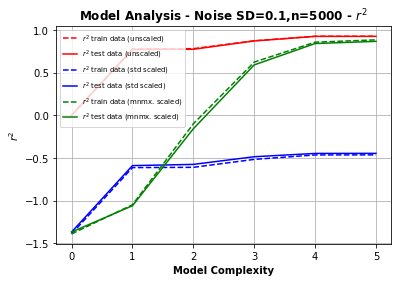 Model Analysis - Noise SD=0.1,n=5000 - r²
r² train data (unscaled)
r² test data (unscaled)
r² train data (std scaled)
r² test data (std scaled)
r² train data (mnmx. scaled)
r² test data (mnmx. scaled)
1.0
0.5
0.0
−0.5
−1.0
−1.5
r²
0 1 2 3 4 5
Model Complexity